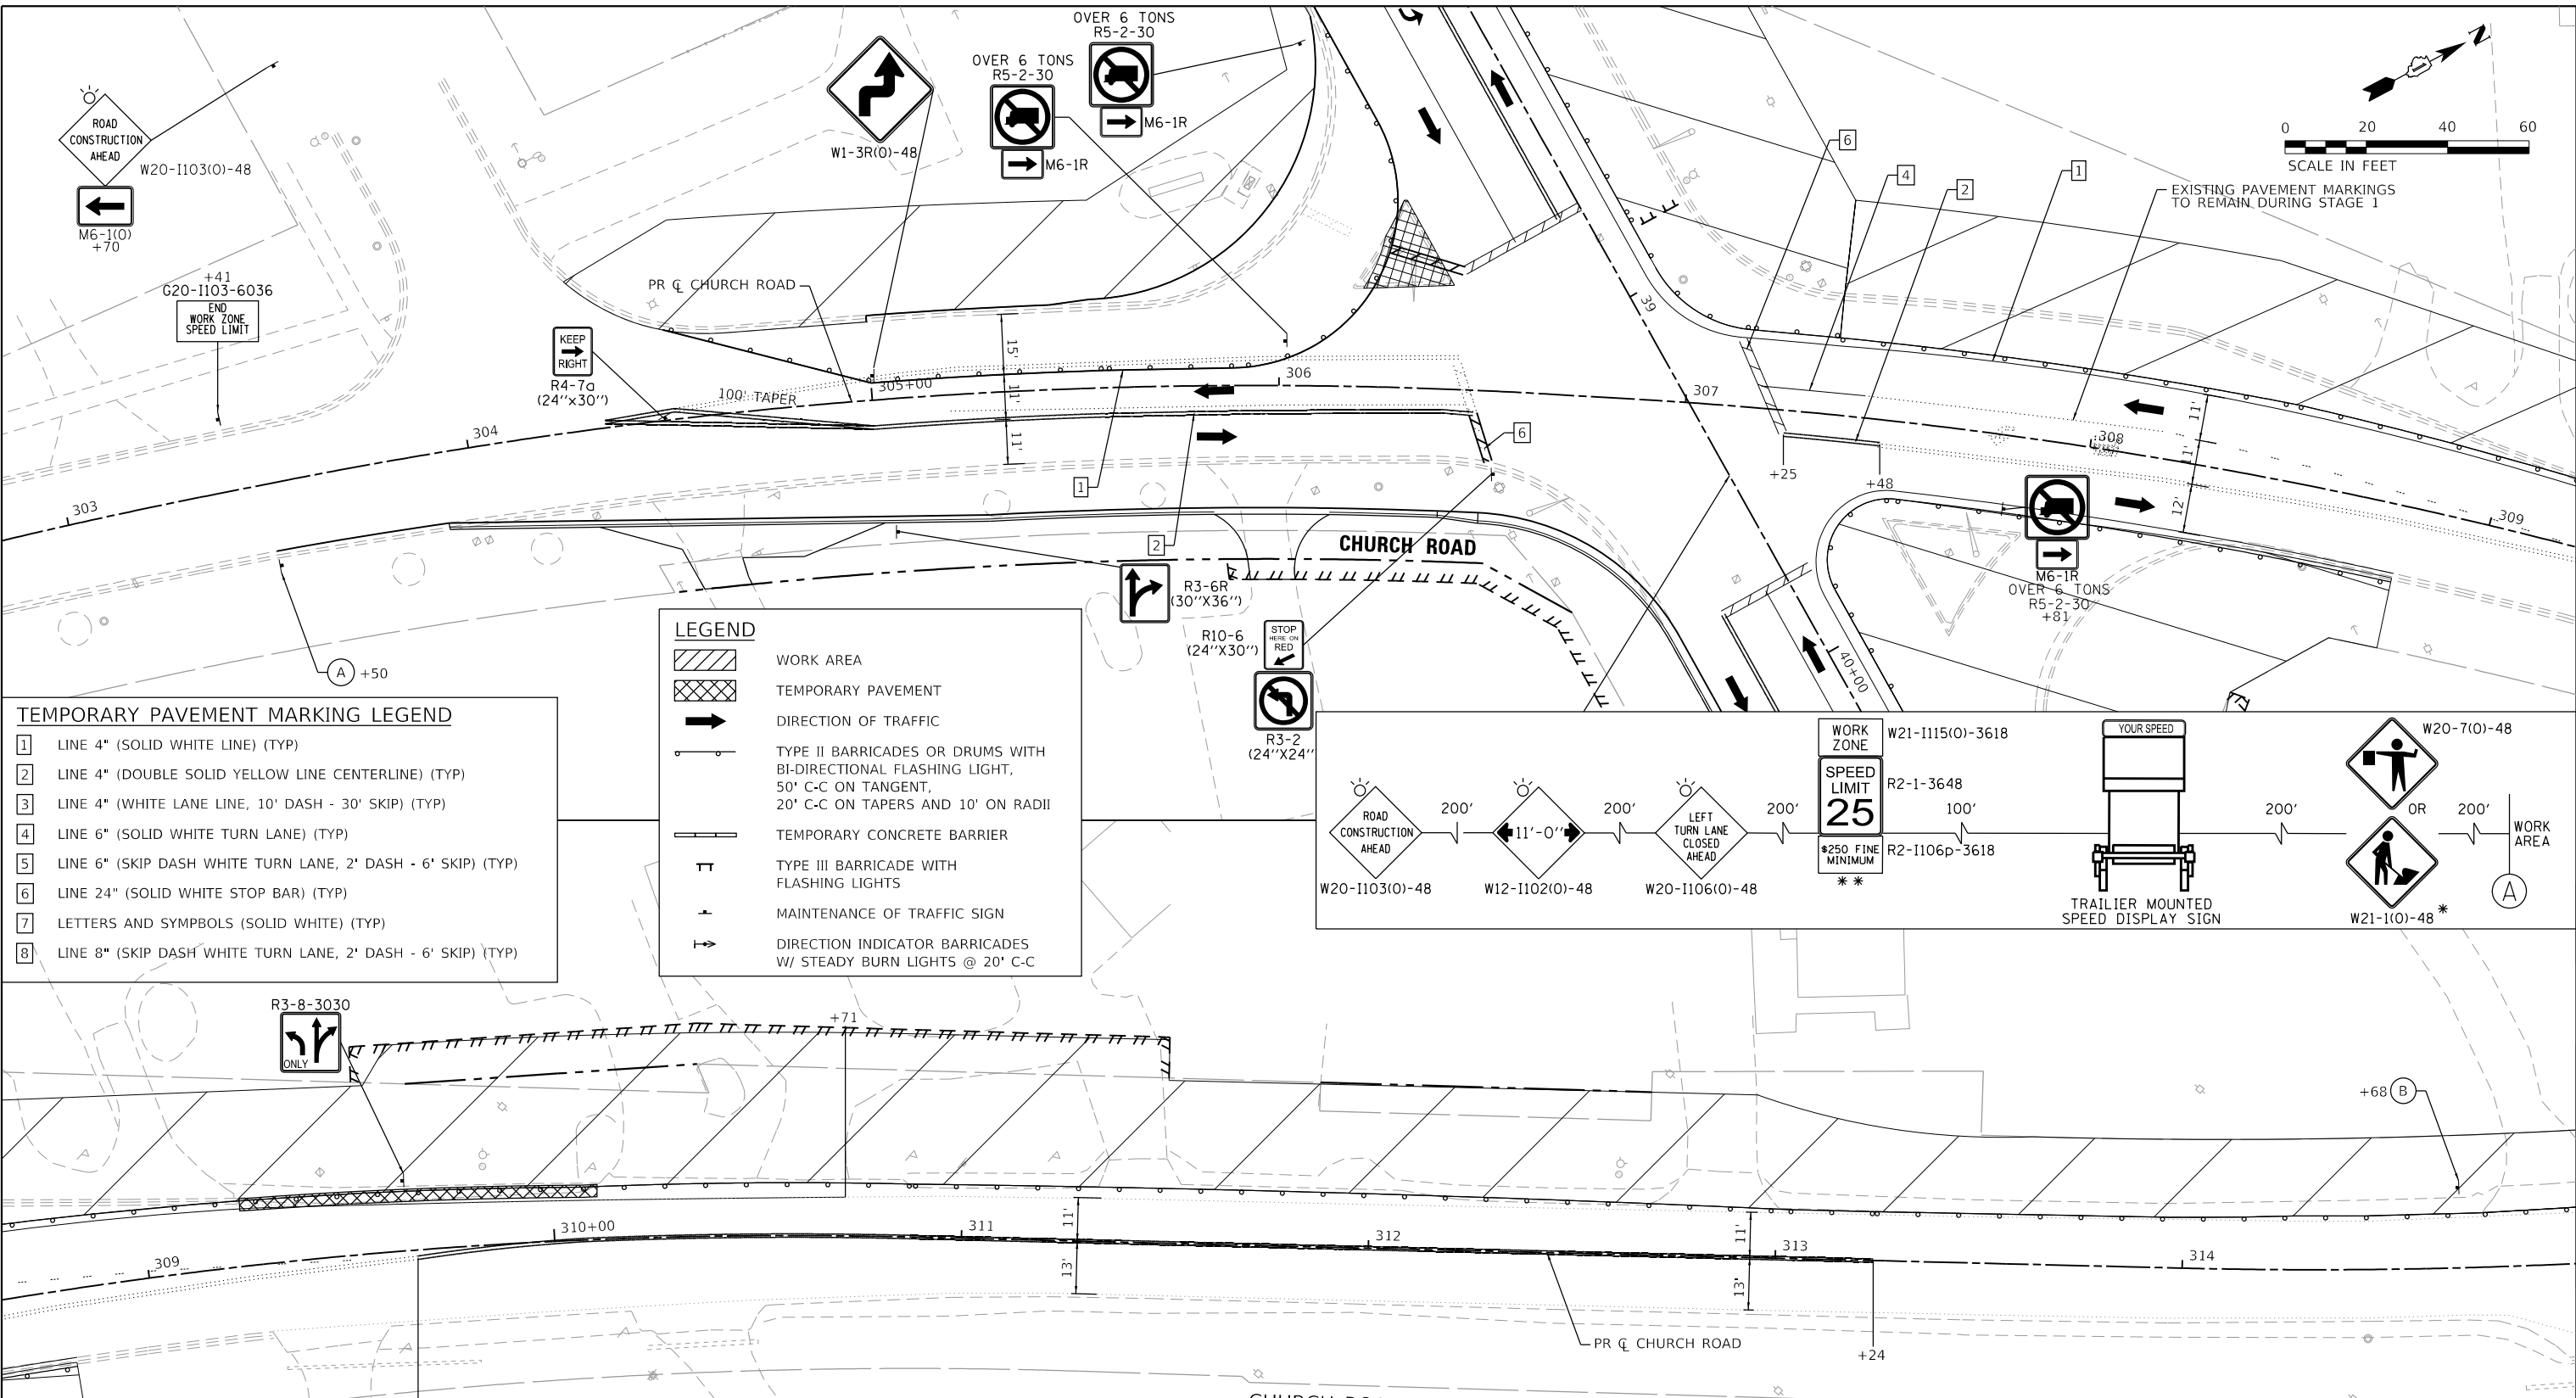 OVER 6 TONS
R5-2-30
M6-1R
OVER 6 TONS
R5-2-30
M6-1R
W1-3R(O)-48
ROAD
CONSTRUCTION
AHEAD
W20-I103(O)-48
M6-1(O)
+70
+41
G20-I103-6036
END
WORK ZONE
SPEED LIMIT
N
0 20 40 60
SCALE IN FEET
6
4
2
1
EXISTING PAVEMENT MARKINGS
TO REMAIN DURING STAGE 1
PR ℄ CHURCH ROAD
KEEP
RIGHT
R4-7a
(24"x30")
100' TAPER
305+00
15'
11'
11'
306
39
307
308
309
11'
11'
12'
304
303
6
1
2
+25
+48
CHURCH ROAD
R3-6R
(30"X36")
M6-1R
OVER 6 TONS
R5-2-30
+81
R10-6
(24"X30")
STOP
HERE ON
RED
R3-2
(24"X24"
40+00
A +50
TEMPORARY PAVEMENT MARKING LEGEND
1 LINE 4" (SOLID WHITE LINE) (TYP)
2 LINE 4" (DOUBLE SOLID YELLOW LINE CENTERLINE) (TYP)
3 LINE 4" (WHITE LANE LINE, 10' DASH - 30' SKIP) (TYP)
4 LINE 6" (SOLID WHITE TURN LANE) (TYP)
5 LINE 6" (SKIP DASH WHITE TURN LANE, 2' DASH - 6' SKIP) (TYP)
6 LINE 24" (SOLID WHITE STOP BAR) (TYP)
7 LETTERS AND SYMPBOLS (SOLID WHITE) (TYP)
8 LINE 8" (SKIP DASH WHITE TURN LANE, 2' DASH - 6' SKIP) (TYP)
LEGEND
WORK AREA
TEMPORARY PAVEMENT
DIRECTION OF TRAFFIC
TYPE II BARRICADES OR DRUMS WITH
BI-DIRECTIONAL FLASHING LIGHT,
50' C-C ON TANGENT,
20' C-C ON TAPERS AND 10' ON RADII
TEMPORARY CONCRETE BARRIER
TYPE III BARRICADE WITH
FLASHING LIGHTS
MAINTENANCE OF TRAFFIC SIGN
DIRECTION INDICATOR BARRICADES
W/ STEADY BURN LIGHTS @ 20' C-C
ROAD
CONSTRUCTION
AHEAD
W20-I103(O)-48
200'
11'-0"
W12-I102(O)-48
200'
LEFT
TURN LANE
CLOSED
AHEAD
W20-I106(O)-48
200'
WORK
ZONE
W21-I115(O)-3618
SPEED
LIMIT
25
R2-1-3648
$250 FINE
MINIMUM
R2-I106p-3618
* *
100'
YOUR SPEED
TRAILIER MOUNTED
SPEED DISPLAY SIGN
200'
W20-7(O)-48
OR
W21-1(O)-48 *
200'
WORK
AREA
A
R3-8-3030
ONLY
+71
+68 B
309
310+00
311
312
313
314
11'
13'
11'
13'
PR ℄ CHURCH ROAD
+24